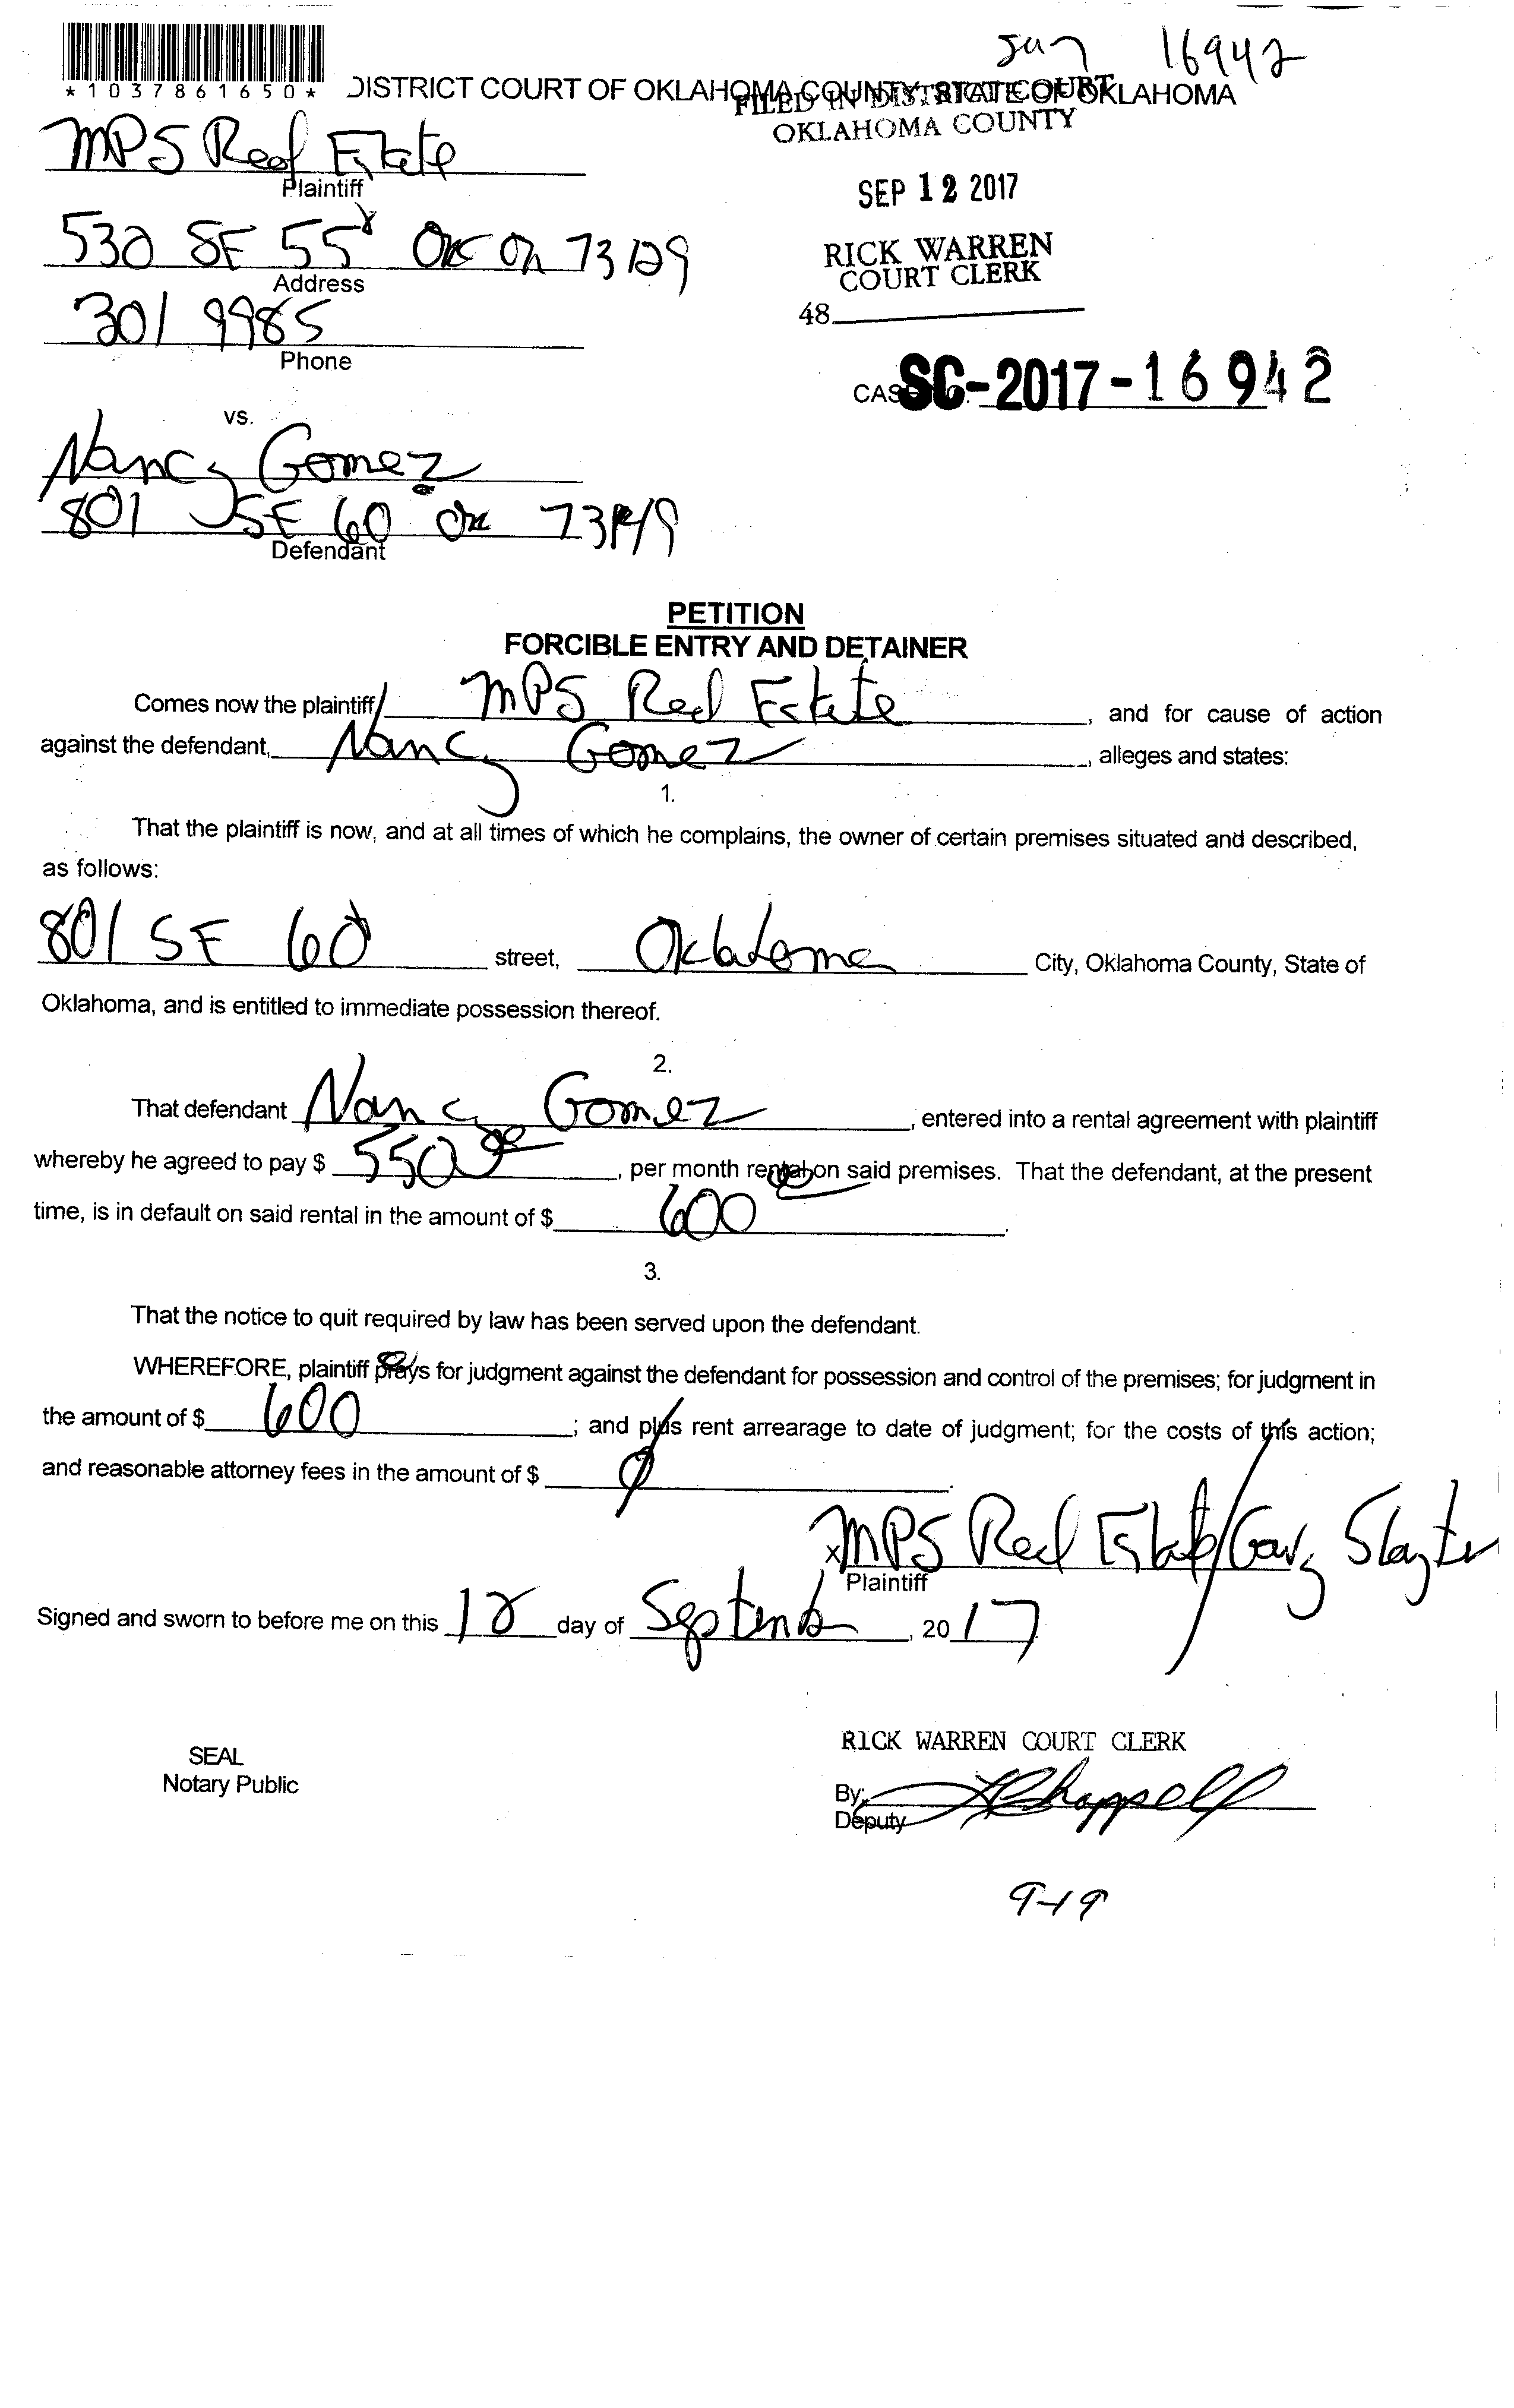 Jun 16942
*1037861650*
DISTRICT COURT OF OKLAHOMA COUNTY, STATE OF OKLAHOMA
FILED IN DISTRICT COURT
OKLAHOMA COUNTY
MPS Real Estate
Plaintiff
SEP 12 2017
530 SE 55 OKC OK 73129
Address
RICK WARREN
COURT CLERK
301 9985
Phone
48
SC-2017-16942
vs.
Nancy Gomez
801 SE 60 73149
Defendant
PETITION
FORCIBLE ENTRY AND DETAINER
Comes now the plaintiff, MPS Real Estate, and for cause of action
against the defendant, Nancy Gomez, alleges and states:
1.
That the plaintiff is now, and at all times of which he complains, the owner of certain premises situated and described,
as follows:
801 SE 60 street, Oklahoma City, Oklahoma County, State of
Oklahoma, and is entitled to immediate possession thereof.
2.
That defendant Nancy Gomez, entered into a rental agreement with plaintiff
whereby he agreed to pay $ 550 00, per month rental on said premises. That the defendant, at the present
time, is in default on said rental in the amount of $ 600.
3.
That the notice to quit required by law has been served upon the defendant.
WHEREFORE, plaintiff prays for judgment against the defendant for possession and control of the premises; for judgment in
the amount of $ 600; and plus rent arrearage to date of judgment; for the costs of this action;
and reasonable attorney fees in the amount of $ 0.
x MPS Real Estate/Gary Slayter
Plaintiff
Signed and sworn to before me on this 12 day of September, 2017
RICK WARREN COURT CLERK
SEAL
Notary Public
By: Chappell
Deputy
9-19